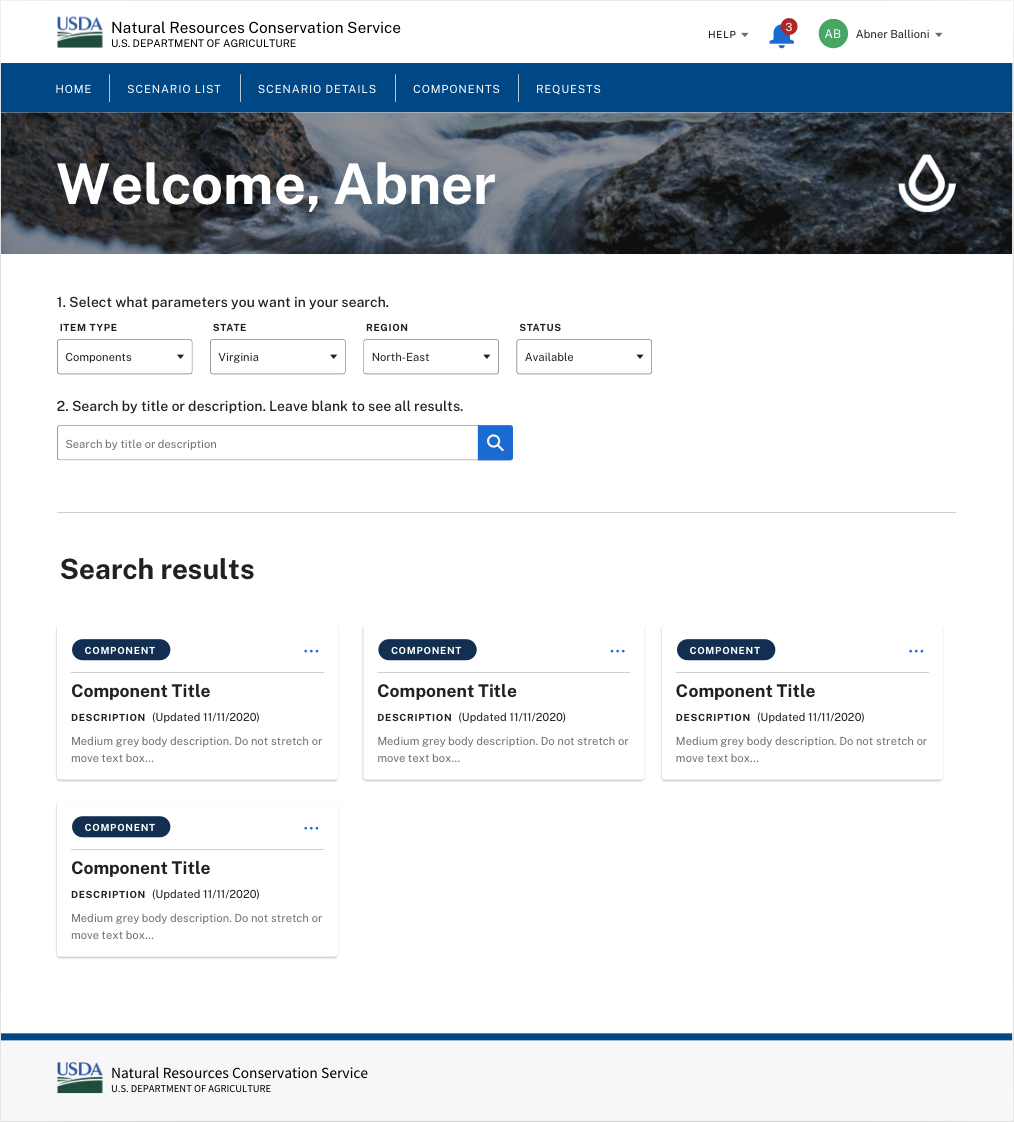 USDA
Natural Resources Conservation Service
U.S. DEPARTMENT OF AGRICULTURE
HELP
3
AB
Abner Ballioni
HOME
SCENARIO LIST
SCENARIO DETAILS
COMPONENTS
REQUESTS
Welcome, Abner
1. Select what parameters you want in your search.
ITEM TYPE
STATE
REGION
STATUS
Components
Virginia
North-East
Available
2. Search by title or description. Leave blank to see all results.
Search by title or description
Search results
COMPONENT
...
Component Title
DESCRIPTION (Updated 11/11/2020)
Medium grey body description. Do not stretch or
move text box...
COMPONENT
...
Component Title
DESCRIPTION (Updated 11/11/2020)
Medium grey body description. Do not stretch or
move text box...
COMPONENT
...
Component Title
DESCRIPTION (Updated 11/11/2020)
Medium grey body description. Do not stretch or
move text box...
COMPONENT
...
Component Title
DESCRIPTION (Updated 11/11/2020)
Medium grey body description. Do not stretch or
move text box...
USDA
Natural Resources Conservation Service
U.S. DEPARTMENT OF AGRICULTURE